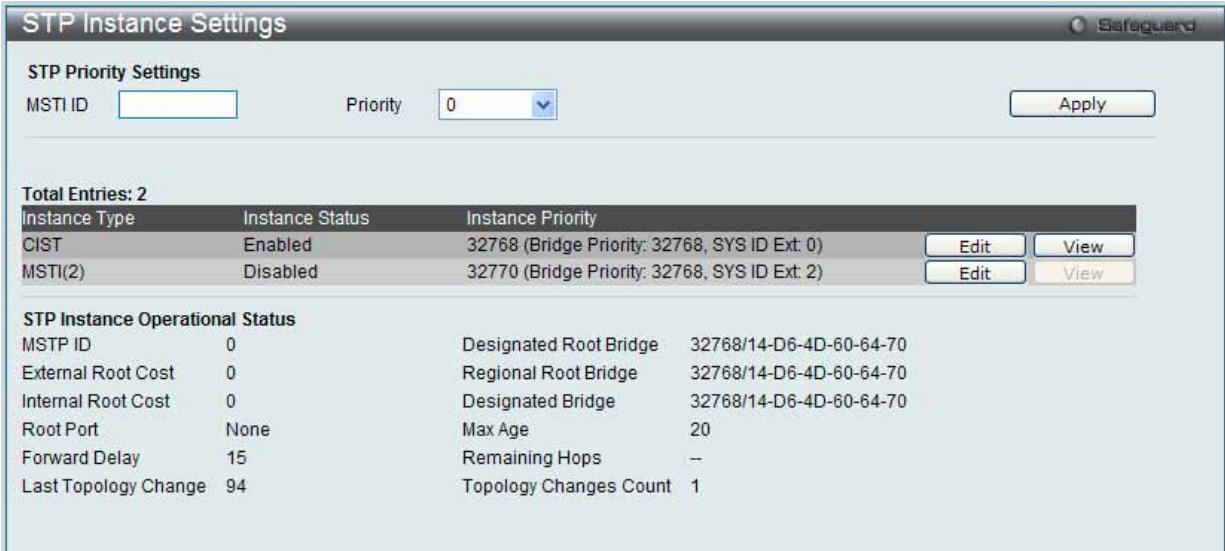 STP Instance Settings
Safeguard
STP Priority Settings
MSTI ID Priority 0 Apply
Total Entries: 2
Instance Type Instance Status Instance Priority
CIST Enabled 32768 (Bridge Priority: 32768, SYS ID Ext: 0) Edit View
MSTI(2) Disabled 32770 (Bridge Priority: 32768, SYS ID Ext: 2) Edit View
STP Instance Operational Status
MSTP ID 0 Designated Root Bridge 32768/14-D6-4D-60-64-70
External Root Cost 0 Regional Root Bridge 32768/14-D6-4D-60-64-70
Internal Root Cost 0 Designated Bridge 32768/14-D6-4D-60-64-70
Root Port None Max Age 20
Forward Delay 15 Remaining Hops --
Last Topology Change 94 Topology Changes Count 1